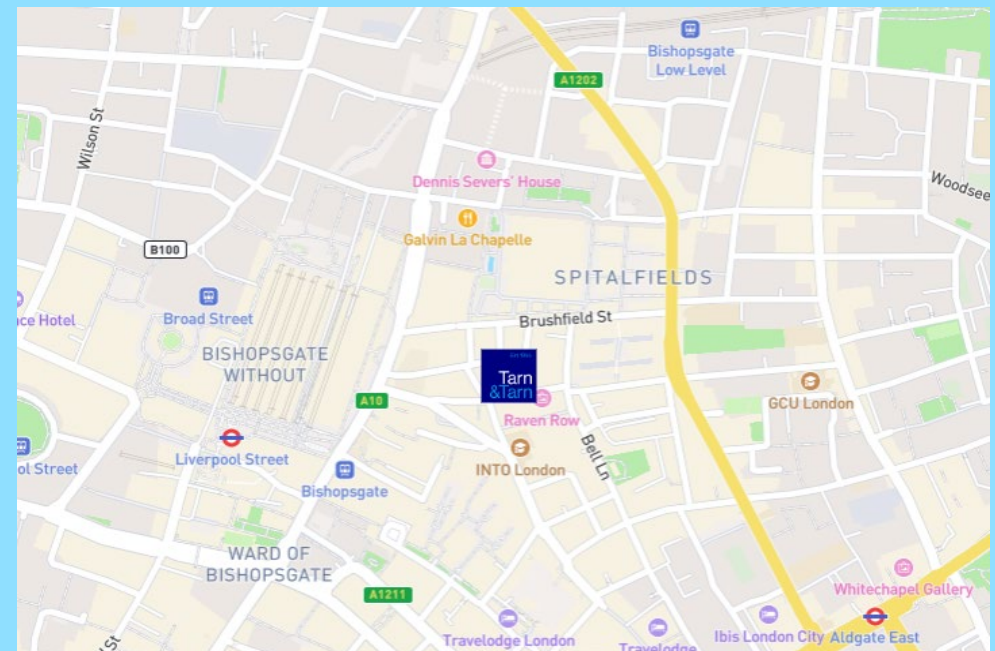 Bishopsgate
Low Level
A1202
Wilson St
Dennis Severs' House
Woodsee
Galvin La Chapelle
B100
SPITALFIELDS
ace Hotel
Broad Street
Brushfield St
BISHOPSGATE
WITHOUT
Tarn
&Tarn
A10
Raven Row
GCU London
Liverpool Street
ol Street
INTO London
Bell Ln
Bishopsgate
WARD OF
BISHOPSGATE
A1211
Whitechapel Gallery
Travelodge London
Travelodge
Ibis London City
Aldgate East
St